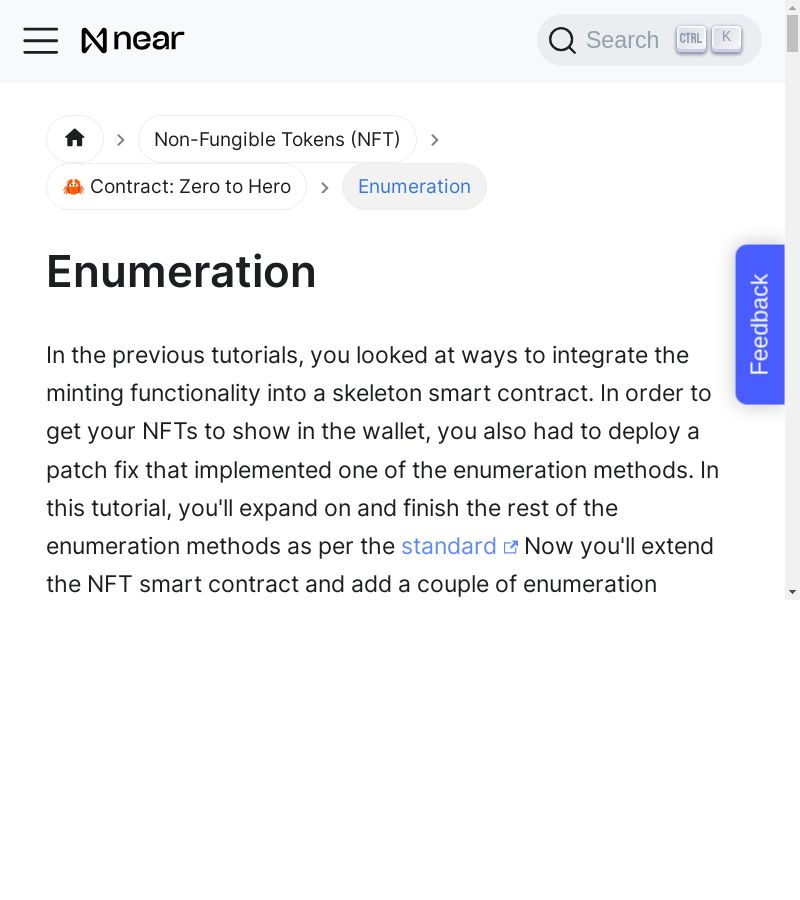 near
Search CTRL K
Non-Fungible Tokens (NFT)
Contract: Zero to Hero
Enumeration
Enumeration
Feedback
In the previous tutorials, you looked at ways to integrate the
minting functionality into a skeleton smart contract. In order to
get your NFTs to show in the wallet, you also had to deploy a
patch fix that implemented one of the enumeration methods. In
this tutorial, you'll expand on and finish the rest of the
enumeration methods as per the standard Now you'll extend
the NFT smart contract and add a couple of enumeration